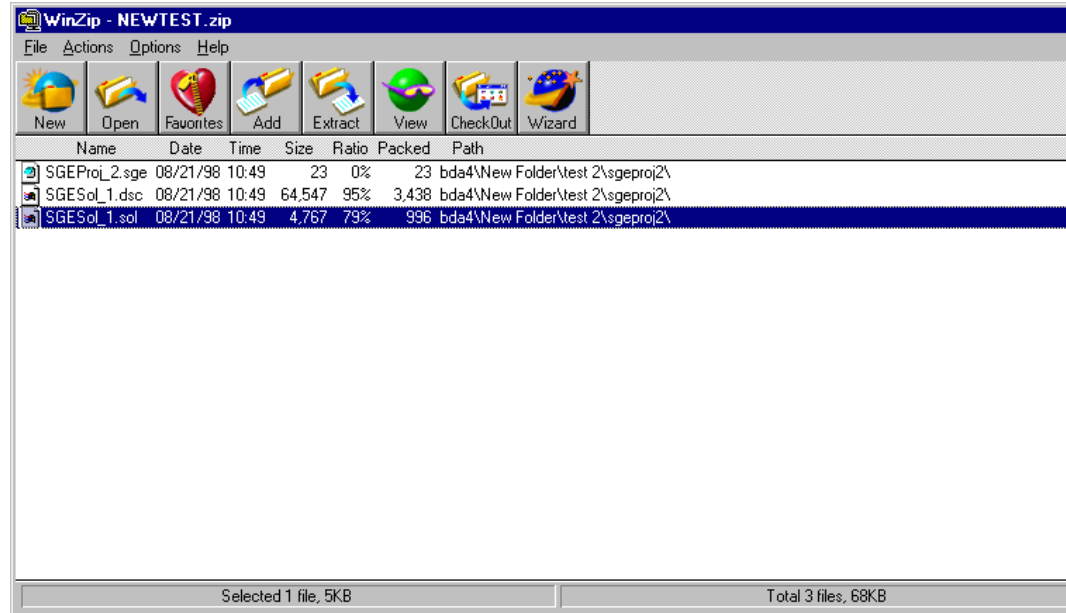 WinZip - NEWTEST.zip
File Actions Options Help
New Open Favorites Add Extract View CheckOut Wizard
Name Date Time Size Ratio Packed Path
SGEProj_2.sge 08/21/98 10:49 23 0% 23 bda4\New Folder\test 2\sgeproj2\
SGESol_1.dsc 08/21/98 10:49 64,547 95% 3,438 bda4\New Folder\test 2\sgeproj2\
SGESol_1.sol 08/21/98 10:49 4,767 79% 996 bda4\New Folder\test 2\sgeproj2\
Selected 1 file, 5KB Total 3 files, 68KB